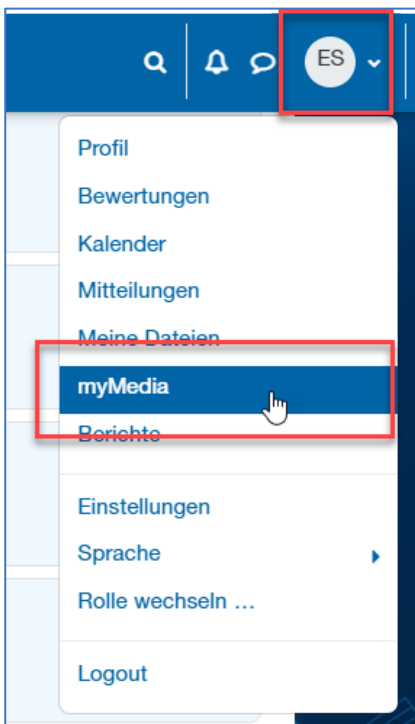 ES
Profil
Bewertungen
Kalender
Mitteilungen
Meine Dateien
myMedia
Berichte
Einstellungen
Sprache
Rolle wechseln ...
Logout